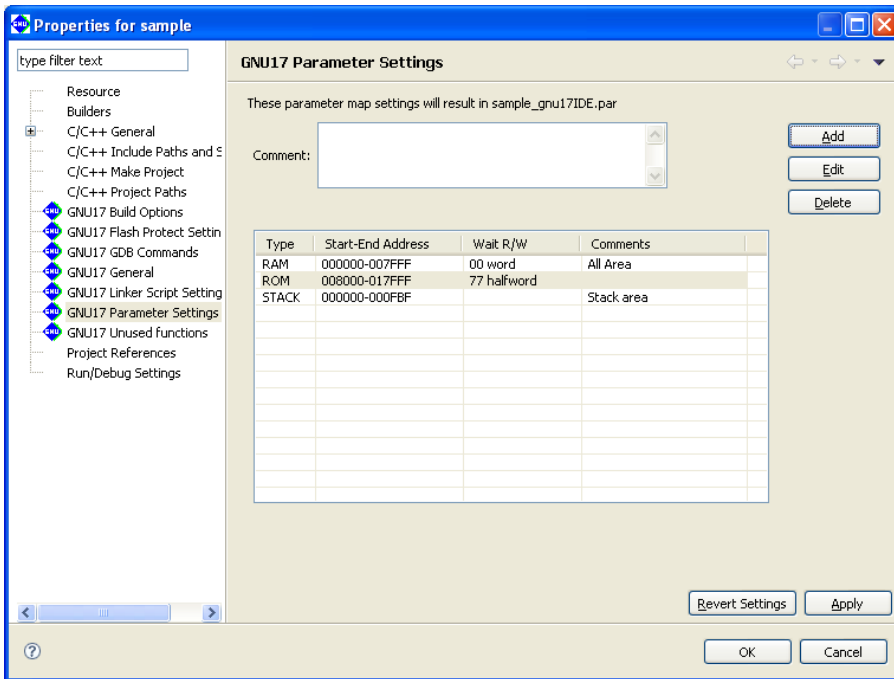 Properties for sample
type filter text
GNU17 Parameter Settings
Resource
Builders
C/C++ General
C/C++ Include Paths and S
C/C++ Make Project
C/C++ Project Paths
GNU17 Build Options
GNU17 Flash Protect Settin
GNU17 GDB Commands
GNU17 General
GNU17 Linker Script Setting
GNU17 Parameter Settings
GNU17 Unused functions
Project References
Run/Debug Settings
These parameter map settings will result in sample_gnu17IDE.par
Comment:
Add
Edit
Delete
Type Start-End Address Wait R/W Comments
RAM 000000-007FFF 00 word All Area
ROM 008000-017FFF 77 halfword
STACK 000000-000FBF Stack area
Revert Settings Apply
OK Cancel